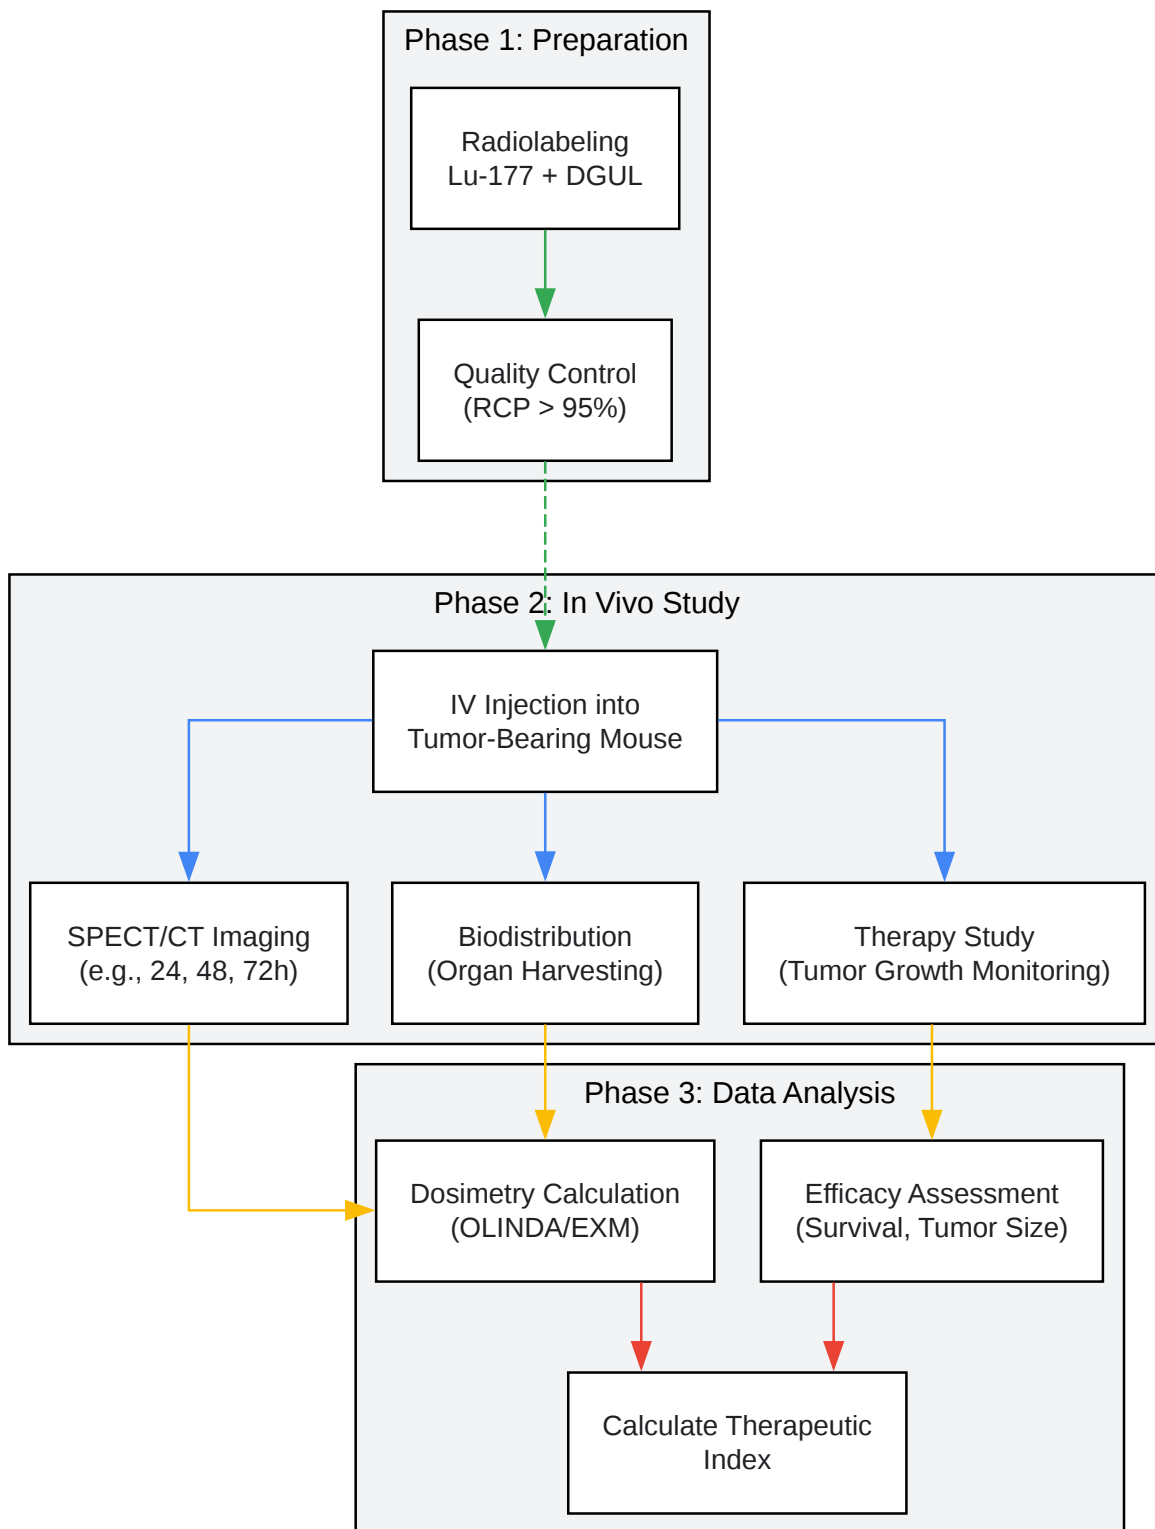 Phase 1: Preparation
Radiolabeling
Lu-177 + DGUL
Quality Control
(RCP > 95%)
Phase 2: In Vivo Study
IV Injection into
Tumor-Bearing Mouse
SPECT/CT Imaging
(e.g., 24, 48, 72h)
Biodistribution
(Organ Harvesting)
Therapy Study
(Tumor Growth Monitoring)
Phase 3: Data Analysis
Dosimetry Calculation
(OLINDA/EXM)
Efficacy Assessment
(Survival, Tumor Size)
Calculate Therapeutic
Index